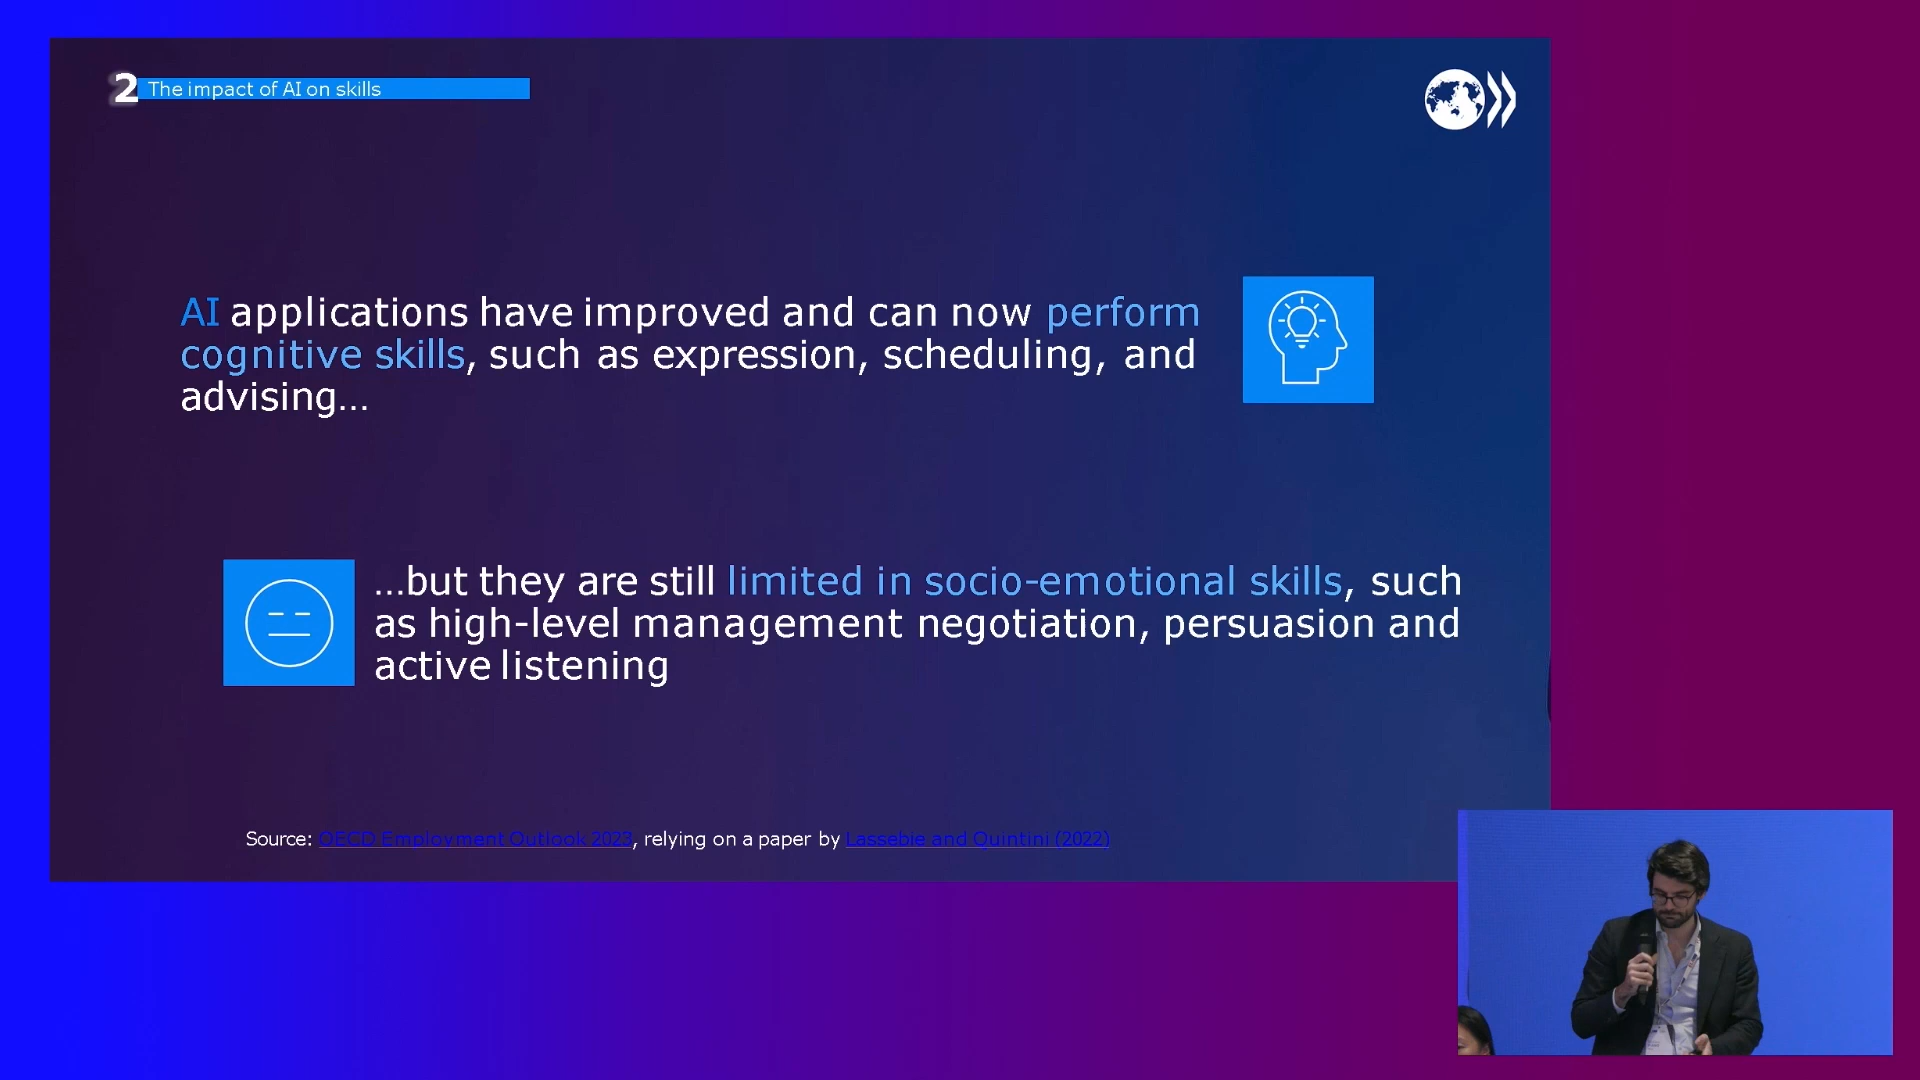 2 The impact of AI on skills
AI applications have improved and can now perform
cognitive skills, such as expression, scheduling, and
advising...
...but they are still limited in socio-emotional skills, such
as high-level management negotiation, persuasion and
active listening
Source: OECD Employment Outlook 2023, relying on a paper by Lassebie and Quintini (2022)